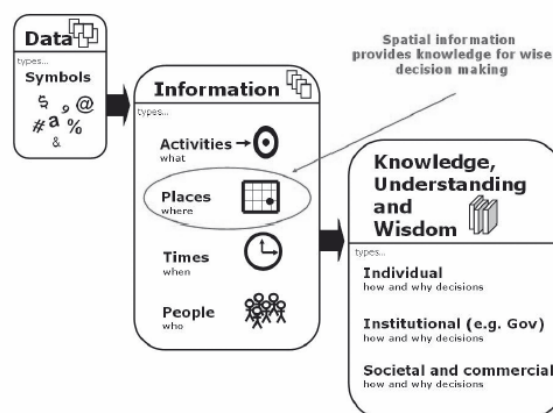 Data
types...
Symbols
$ , @
# a %
&
Information
types...
Activities
what
Places
where
Times
when
People
who
Spatial information
provides knowledge for wise
decision making
Knowledge,
Understanding
and
Wisdom
types...
Individual
how and why decisions
Institutional (e.g. Gov)
how and why decisions
Societal and commercial
how and why decisions